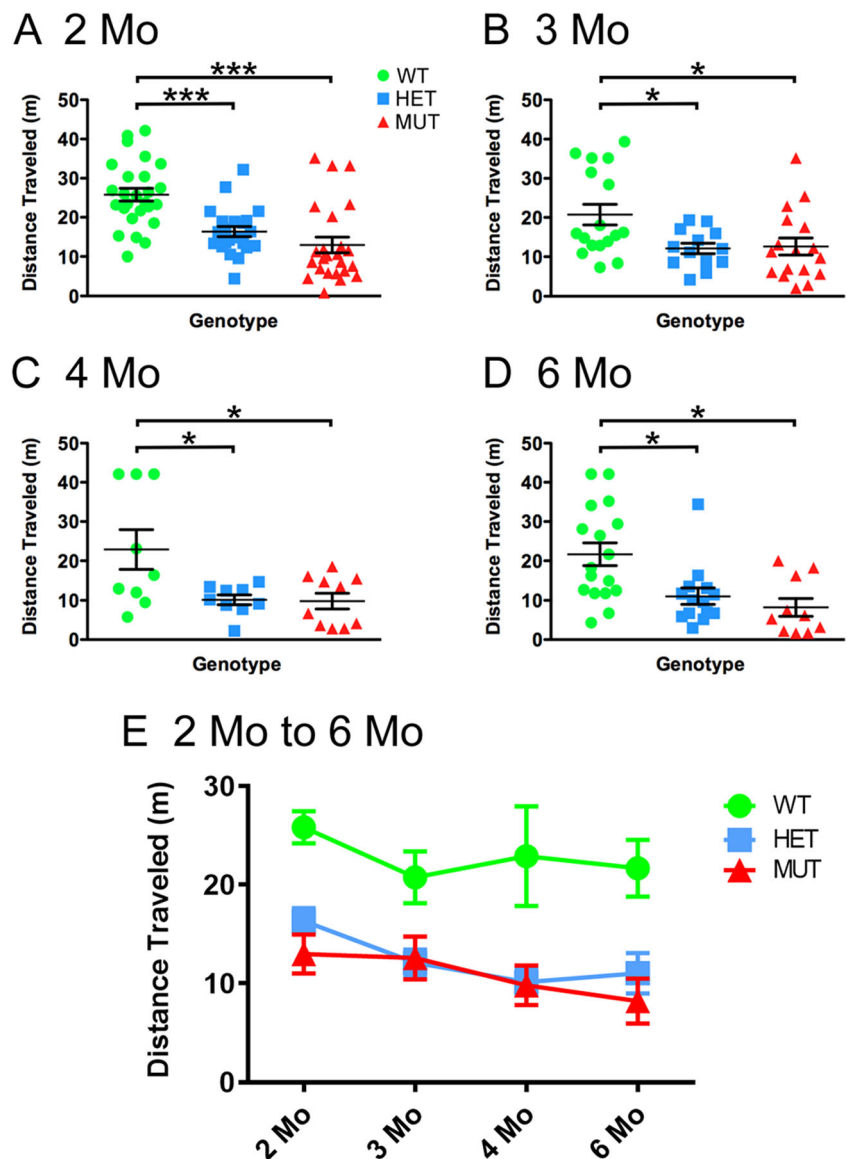 A 2 Mo
B 3 Mo
***
***
WT
HET
MUT
*
*
Distance Traveled (m)
50
40
30
20
10
0
Genotype
Distance Traveled (m)
50
40
30
20
10
0
Genotype
C 4 Mo
D 6 Mo
*
*
*
*
Distance Traveled (m)
50
40
30
20
10
0
Genotype
Distance Traveled (m)
50
40
30
20
10
0
Genotype
E 2 Mo to 6 Mo
Distance Traveled (m)
30
20
10
0
WT
HET
MUT
2 Mo
3 Mo
4 Mo
6 Mo